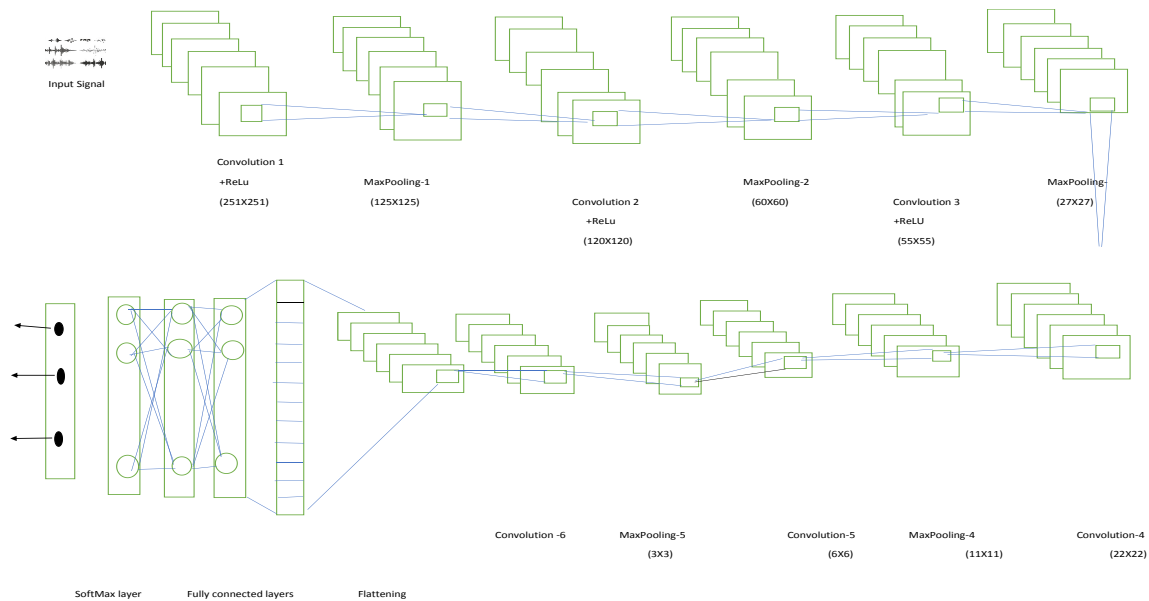 Input Signal
Convolution 1
+ReLu
(251X251)
MaxPooling-1
(125X125)
Convolution 2
+ReLu
(120X120)
MaxPooling-2
(60X60)
Convloution 3
+ReLU
(55X55)
MaxPooling-
(27X27)
Convolution -6
MaxPooling-5
(3X3)
Convolution-5
(6X6)
MaxPooling-4
(11X11)
Convolution-4
(22X22)
SoftMax layer
Fully connected layers
Flattening